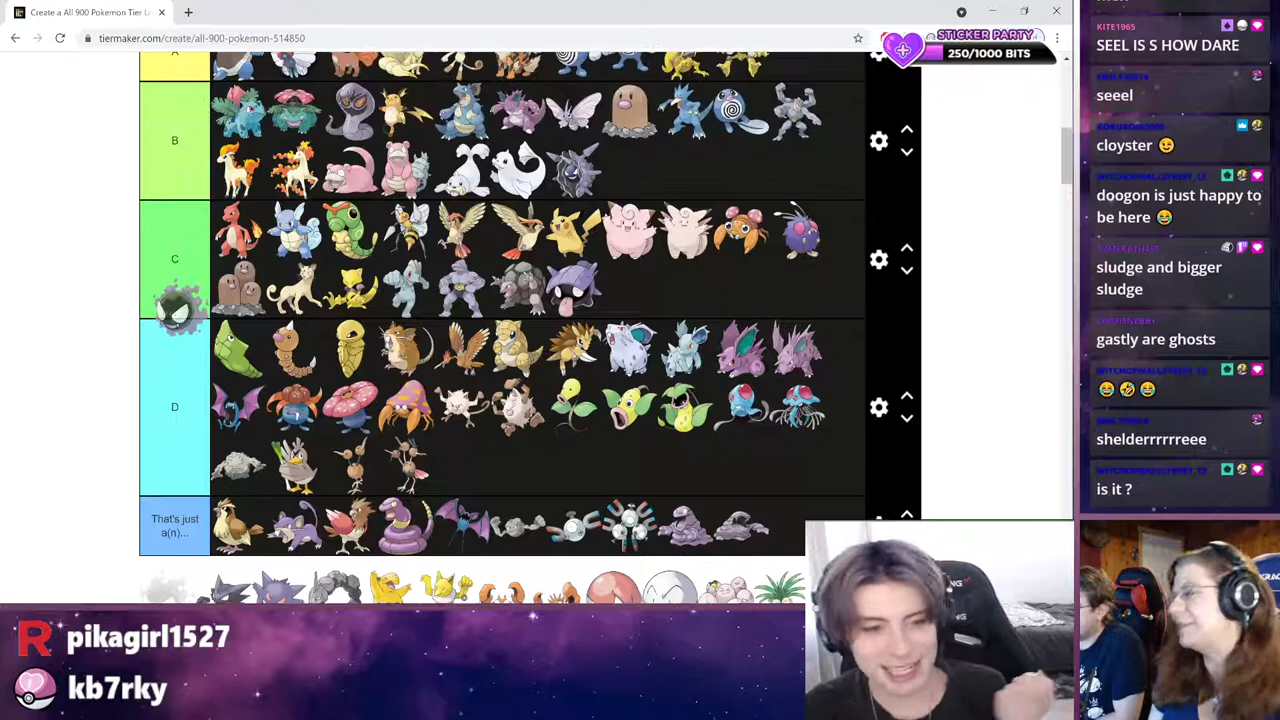 Create a All 900 Pokemon Tier L
tiermaker.com/create/all-900-pokemon-514850
STICKER PARTY
250/1000 BITS
A
B
C
D
That's just
a(n)...
KITE1965
SEEL IS S HOW DARE
seeel
cloyster 😉
doogon is just happy to
be here 😂
sludge and bigger
sludge
gastly are ghosts
😂🤣😂
shelderrrrrreee
is it ?
R pikagirl1527
kb7rky